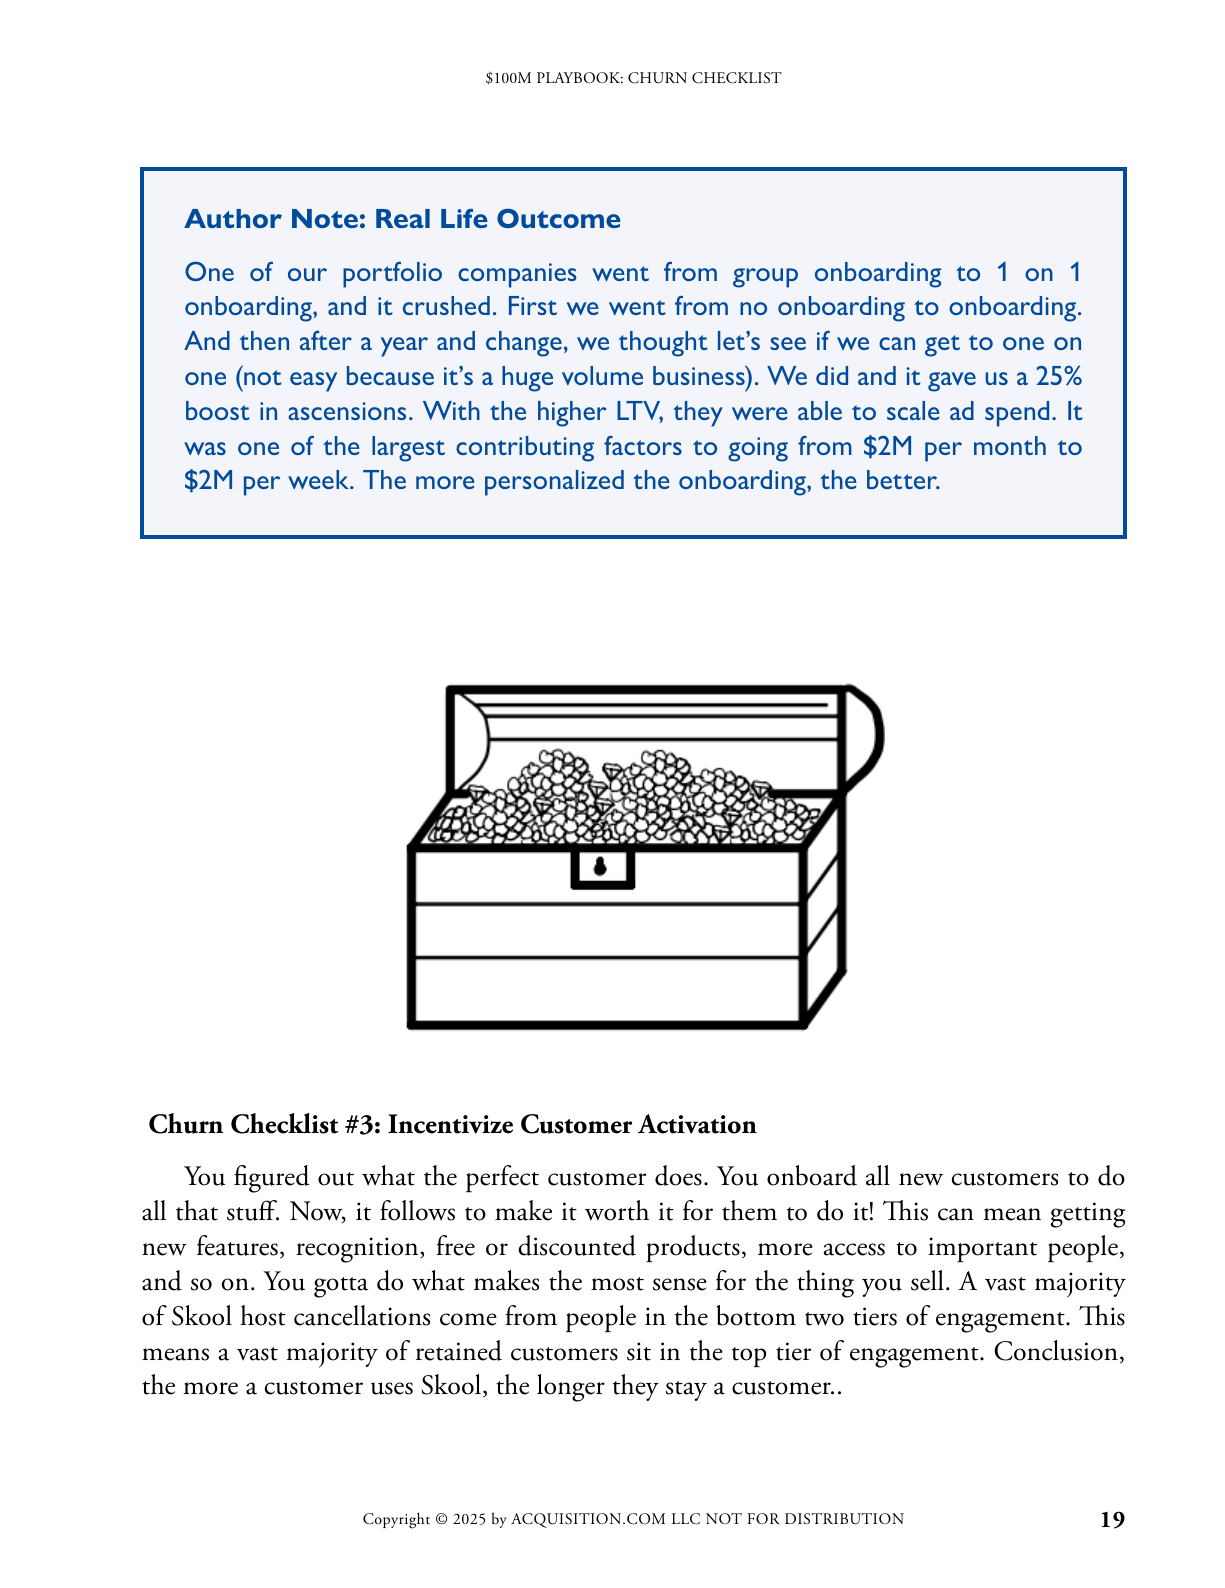 $100M PLAYBOOK: CHURN CHECKLIST
Author Note: Real Life Outcome
One of our portfolio companies went from group onboarding to 1 on 1
onboarding, and it crushed. First we went from no onboarding to onboarding.
And then after a year and change, we thought let’s see if we can get to one on
one (not easy because it’s a huge volume business). We did and it gave us a 25%
boost in ascensions. With the higher LTV, they were able to scale ad spend. It
was one of the largest contributing factors to going from $2M per month to
$2M per week. The more personalized the onboarding, the better.
Churn Checklist #3: Incentivize Customer Activation
You figured out what the perfect customer does. You onboard all new customers to do
all that stuff. Now, it follows to make it worth it for them to do it! This can mean getting
new features, recognition, free or discounted products, more access to important people,
and so on. You gotta do what makes the most sense for the thing you sell. A vast majority
of Skool host cancellations come from people in the bottom two tiers of engagement. This
means a vast majority of retained customers sit in the top tier of engagement. Conclusion,
the more a customer uses Skool, the longer they stay a customer..
Copyright © 2025 by ACQUISITION.COM LLC NOT FOR DISTRIBUTION
19